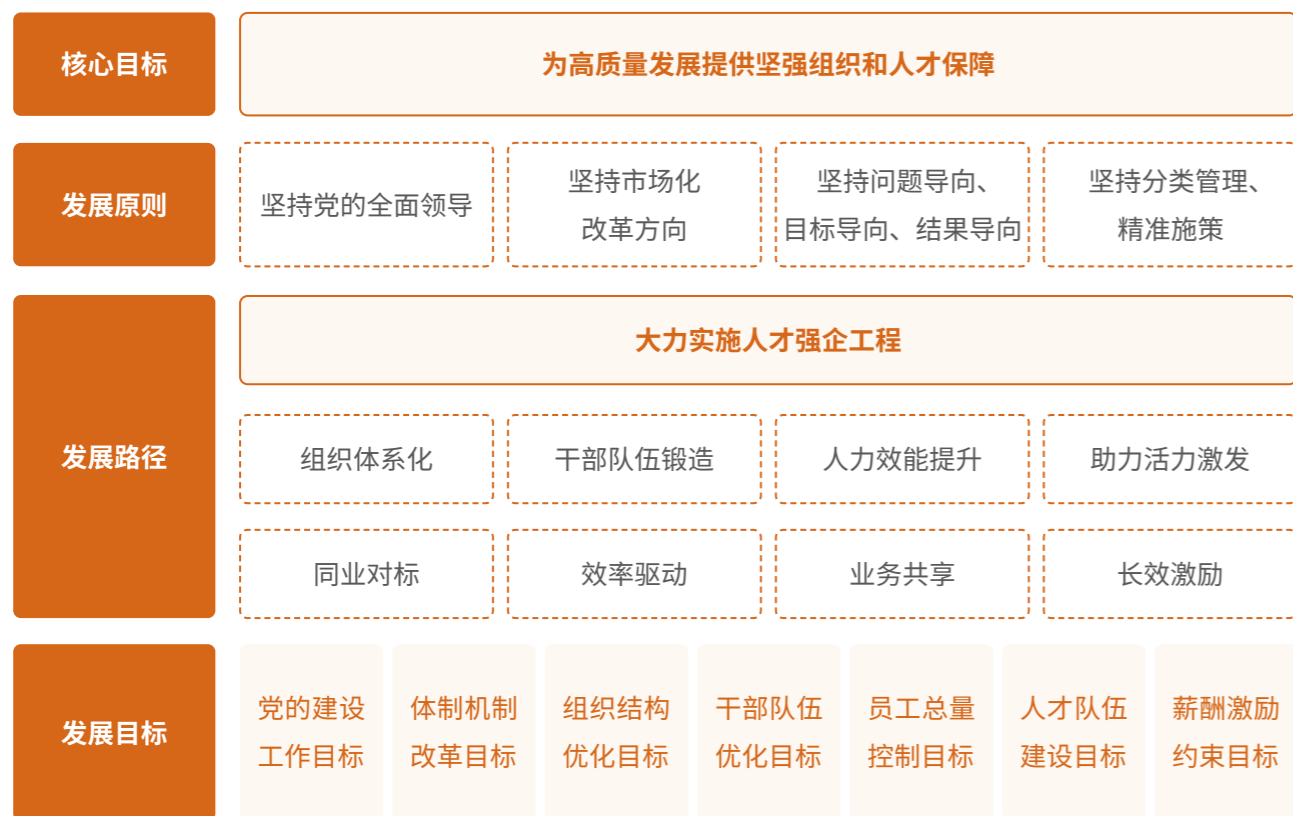 核心目标
为高质量发展提供坚强组织和人才保障
发展原则
坚持党的全面领导
坚持市场化
改革方向
坚持问题导向、
目标导向、结果导向
坚持分类管理、
精准施策
发展路径
大力实施人才强企工程
组织体系化
干部队伍锻造
人力效能提升
助力活力激发
同业对标
效率驱动
业务共享
长效激励
发展目标
党的建设
工作目标
体制机制
改革目标
组织结构
优化目标
干部队伍
优化目标
员工总量
控制目标
人才队伍
建设目标
薪酬激励
约束目标